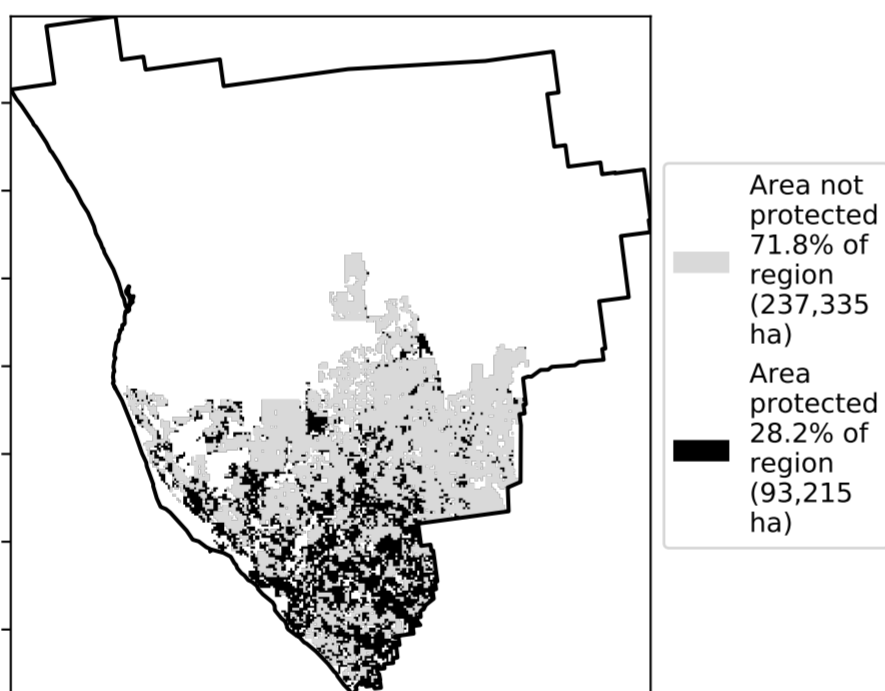 Area not
protected
71.8% of
region
(237,335
ha)
Area
protected
28.2% of
region
(93,215
ha)